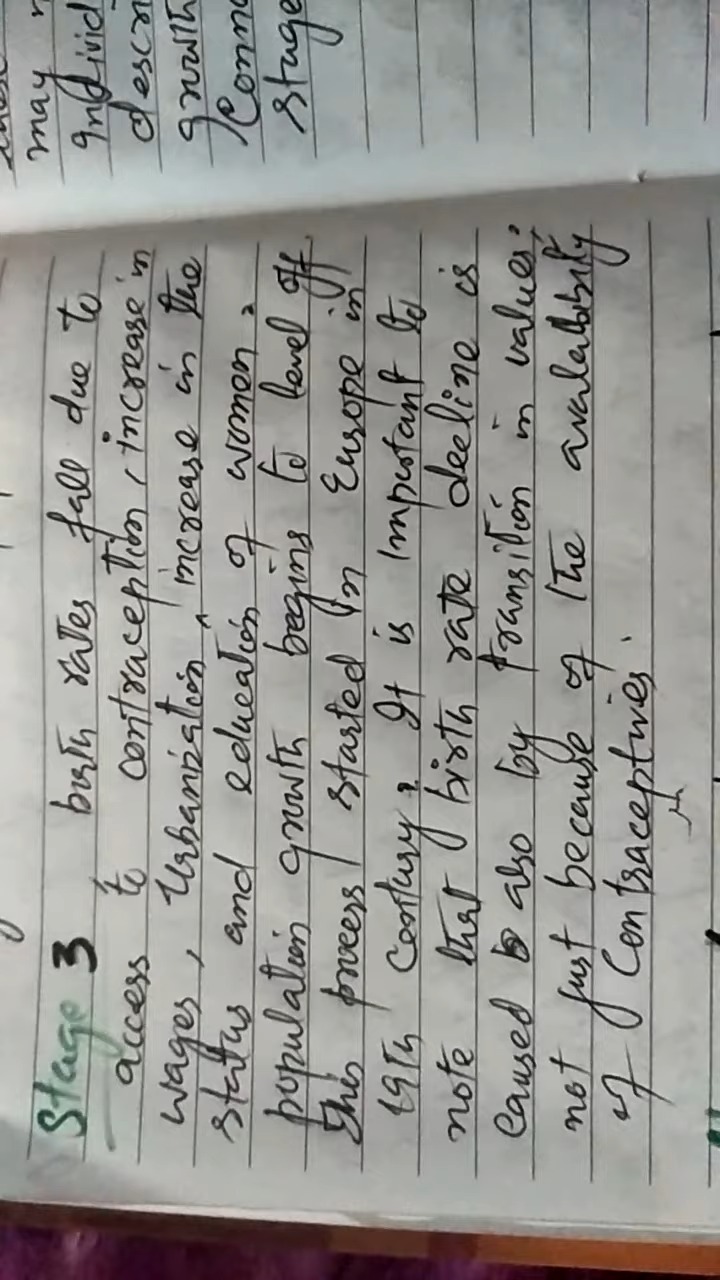 Stage 3 birth rates fall due to
access to contraception, increase in
wages, Urbanization, ^ increase in the
status and education of women.
population growth begins to level off.
this process started in Europe in
19th century. It is important to
note that birth rate decline is
caused also by transition in values;
not just because of the availability
of contraceptives.
may
individ
descri
growth
Stage